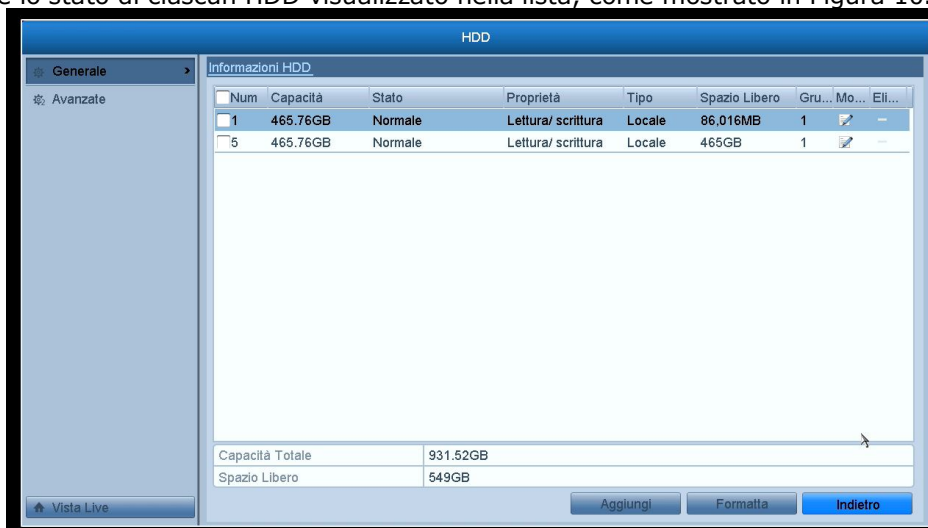 e lo stato di ciascan HDD visualizzato nella lista, come mostrato in Figura 10.
HDD
Generale
Avanzate
Informazioni HDD
Num Capacità Stato Proprietà Tipo Spazio Libero Gru... Mo... Eli...
1 465.76GB Normale Lettura/ scrittura Locale 86,016MB 1
5 465.76GB Normale Lettura/ scrittura Locale 465GB 1
Capacità Totale 931.52GB
Spazio Libero 549GB
Vista Live
Aggiungi Formatta Indietro